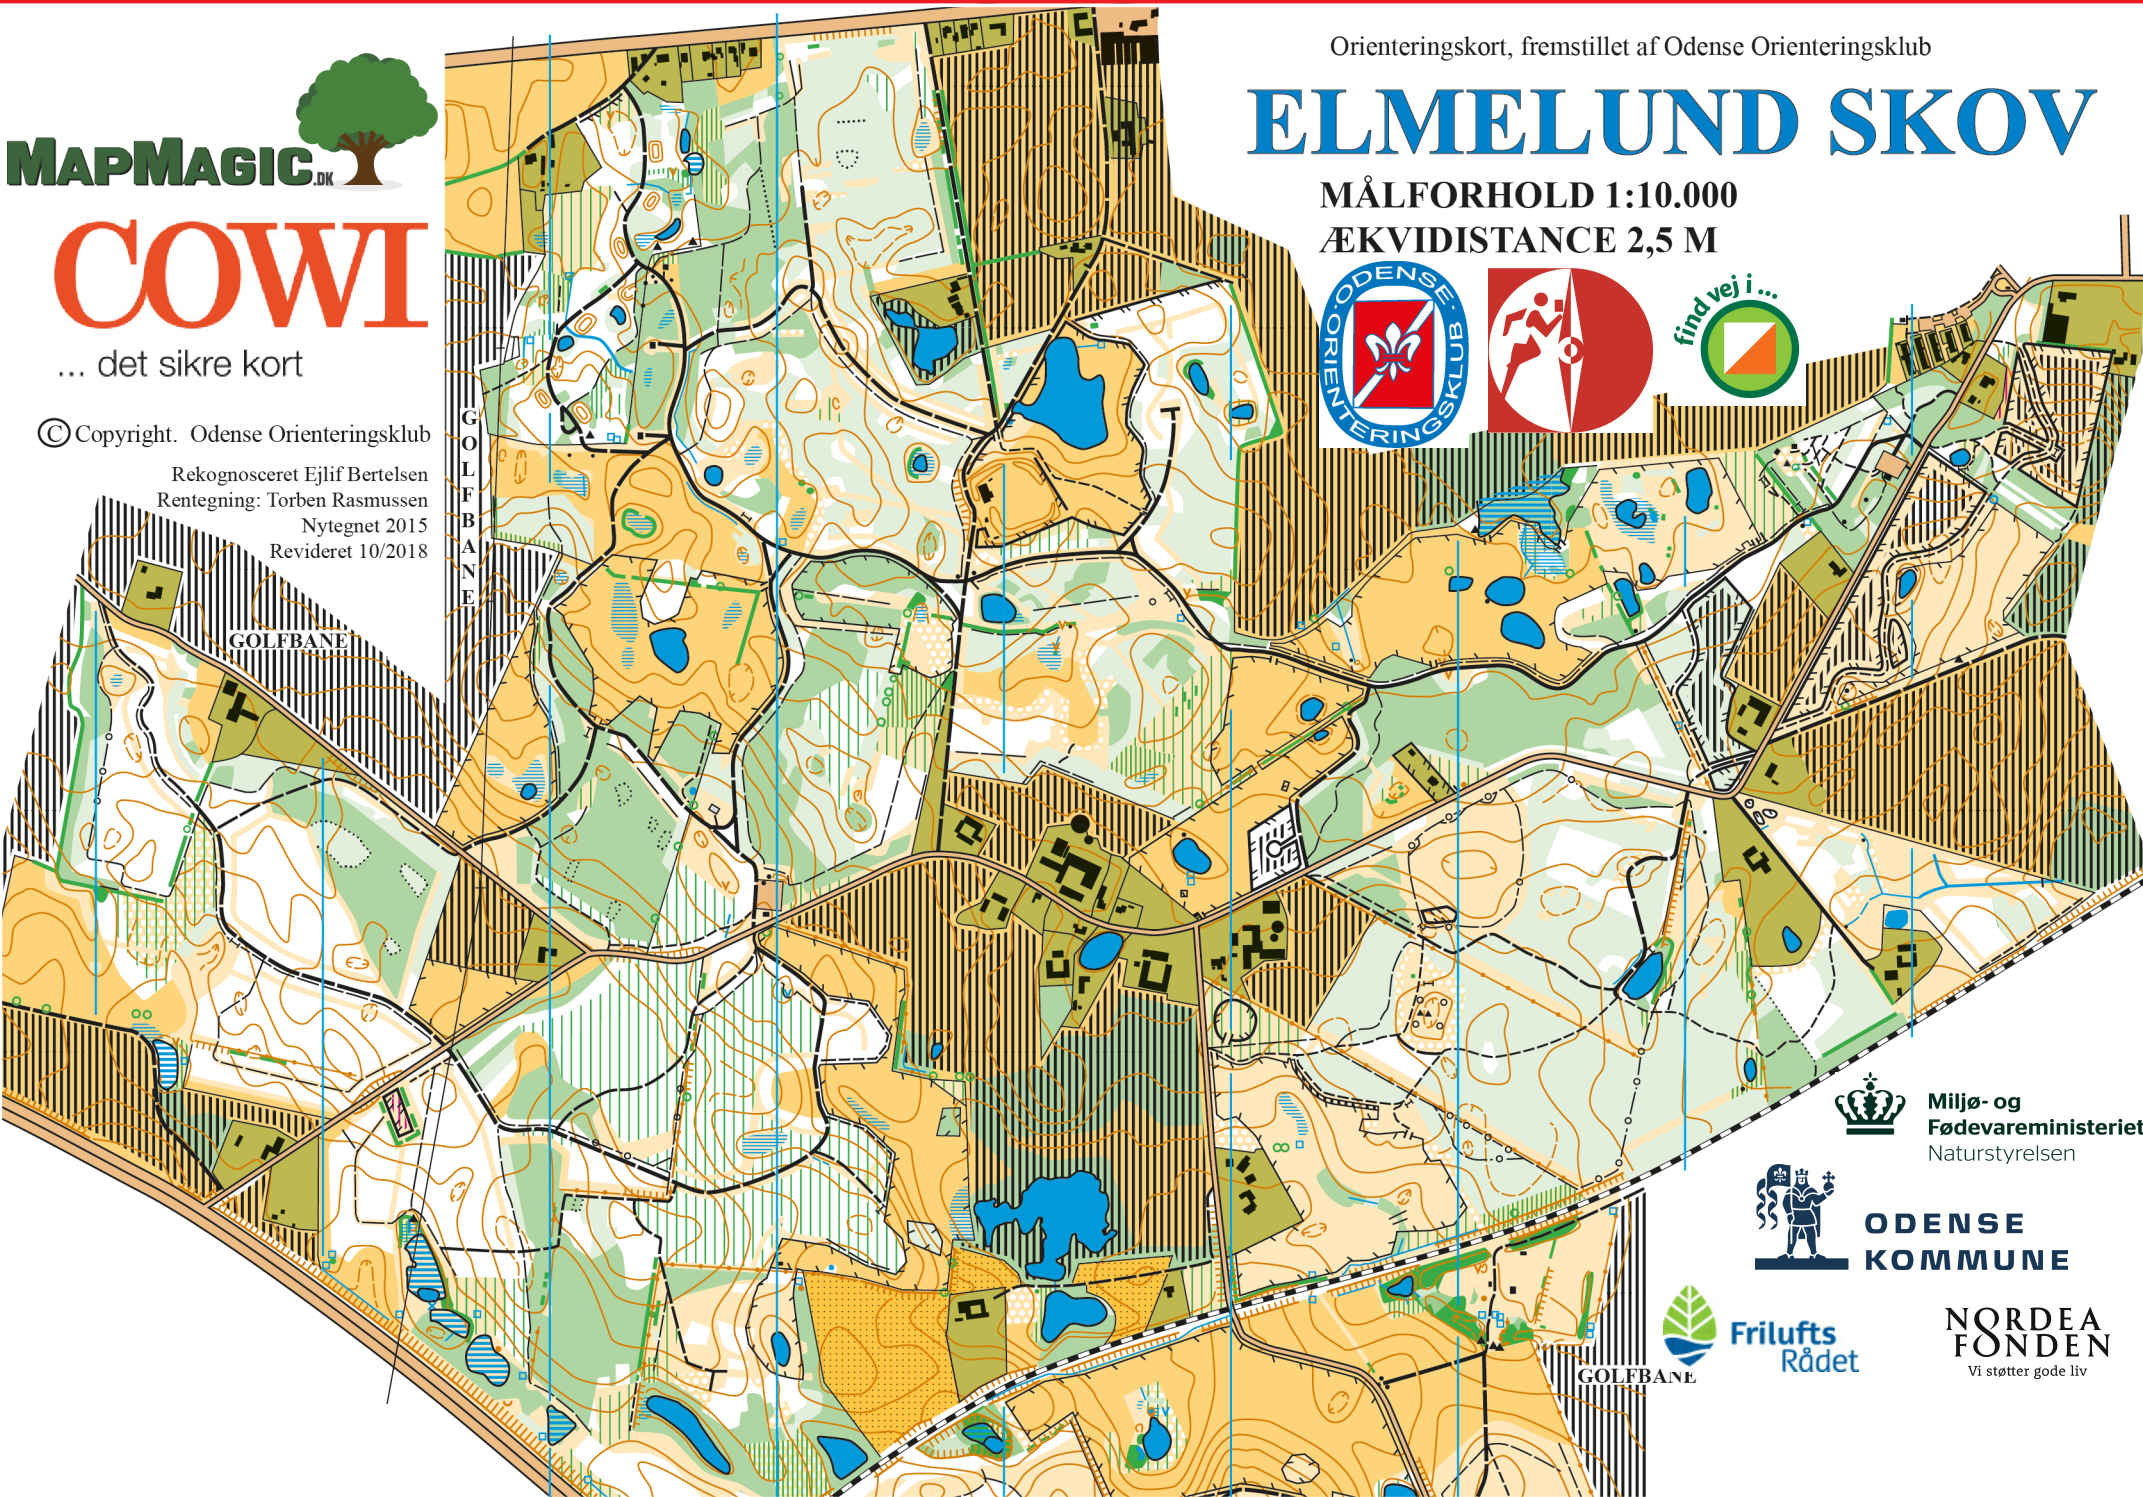 Orienteringskort, fremstillet af Odense Orienteringsklub
ELMELUND SKOV
MÅLFORHOLD 1:10.000
ÆKVIDISTANCE 2,5 M
MAPMAGIC.DK
COWI
... det sikre kort
© Copyright. Odense Orienteringsklub
Rekognosceret Ejlif Bertelsen
Rentegning: Torben Rasmussen
Nytegnet 2015
Revideret 10/2018
·ODENSE·
ORIENTERINGSKLUB
find vej i ...
GOLFBANE
GOLFBANE
GOLFBANE
Miljø- og
Fødevareministeriet
Naturstyrelsen
ODENSE
KOMMUNE
Frilufts
Rådet
NORDEA
FONDEN
Vi støtter gode liv